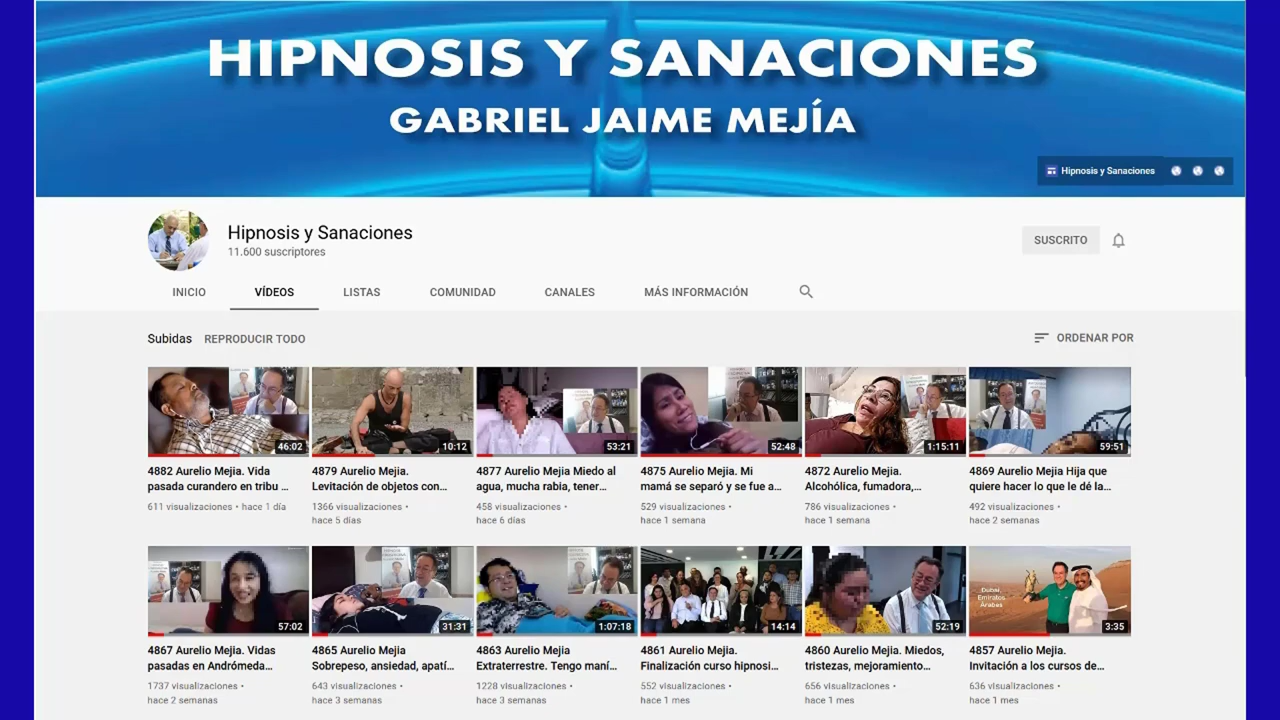 HIPNOSIS Y SANACIONES
GABRIEL JAIME MEJÍA
Hipnosis y Sanaciones
Hipnosis y Sanaciones
11.600 suscriptores
SUSCRITO
INICIO VÍDEOS LISTAS COMUNIDAD CANALES MÁS INFORMACIÓN
Subidas REPRODUCIR TODO ORDENAR POR
46:02
10:12
53:21
52:48
1:15:11
59:51
4882 Aurelio Mejia. Vida
pasada curandero en tribu ...
611 visualizaciones • hace 1 día
4879 Aurelio Mejia.
Levitación de objetos con...
1366 visualizaciones •
hace 5 días
4877 Aurelio Mejia Miedo al
agua, mucha rabia, tener...
458 visualizaciones •
hace 6 días
4875 Aurelio Mejia. Mi
mamá se separó y se fue a...
529 visualizaciones •
hace 1 semana
4872 Aurelio Mejia.
Alcohólica, fumadora,...
786 visualizaciones •
hace 1 semana
4869 Aurelio Mejia Hija que
quiere hacer lo que le dé la...
492 visualizaciones •
hace 2 semanas
57:02
31:31
1:07:18
14:14
52:19
Dubai,
Emiratos
Árabes
3:35
4867 Aurelio Mejia. Vidas
pasadas en Andrómeda...
1737 visualizaciones •
hace 2 semanas
4865 Aurelio Mejia
Sobrepeso, ansiedad, apatí...
643 visualizaciones •
hace 3 semanas
4863 Aurelio Mejia
Extraterrestre. Tengo maní...
1228 visualizaciones •
hace 3 semanas
4861 Aurelio Mejia.
Finalización curso hipnosi...
552 visualizaciones •
hace 1 mes
4860 Aurelio Mejia. Miedos,
tristezas, mejoramiento...
656 visualizaciones •
hace 1 mes
4857 Aurelio Mejia.
Invitación a los cursos de...
636 visualizaciones •
hace 1 mes